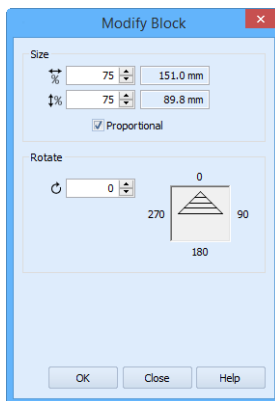 Modify Block
Size
% 75 151.0 mm
% 75 89.8 mm
Proportional
Rotate
0
0
270 90
180
OK Close Help